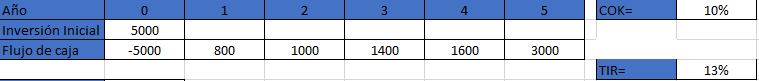 Año 0 1 2 3 4 5 COK= 10%
Inversión Inicial 5000
Flujo de caja -5000 800 1000 1400 1600 3000
TIR= 13%